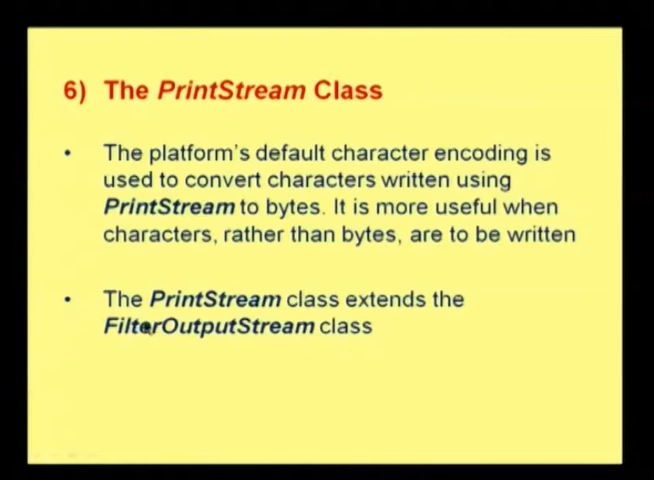 6) The PrintStream Class
• The platform's default character encoding is
used to convert characters written using
PrintStream to bytes. It is more useful when
characters, rather than bytes, are to be written
• The PrintStream class extends the
FilterOutputStream class